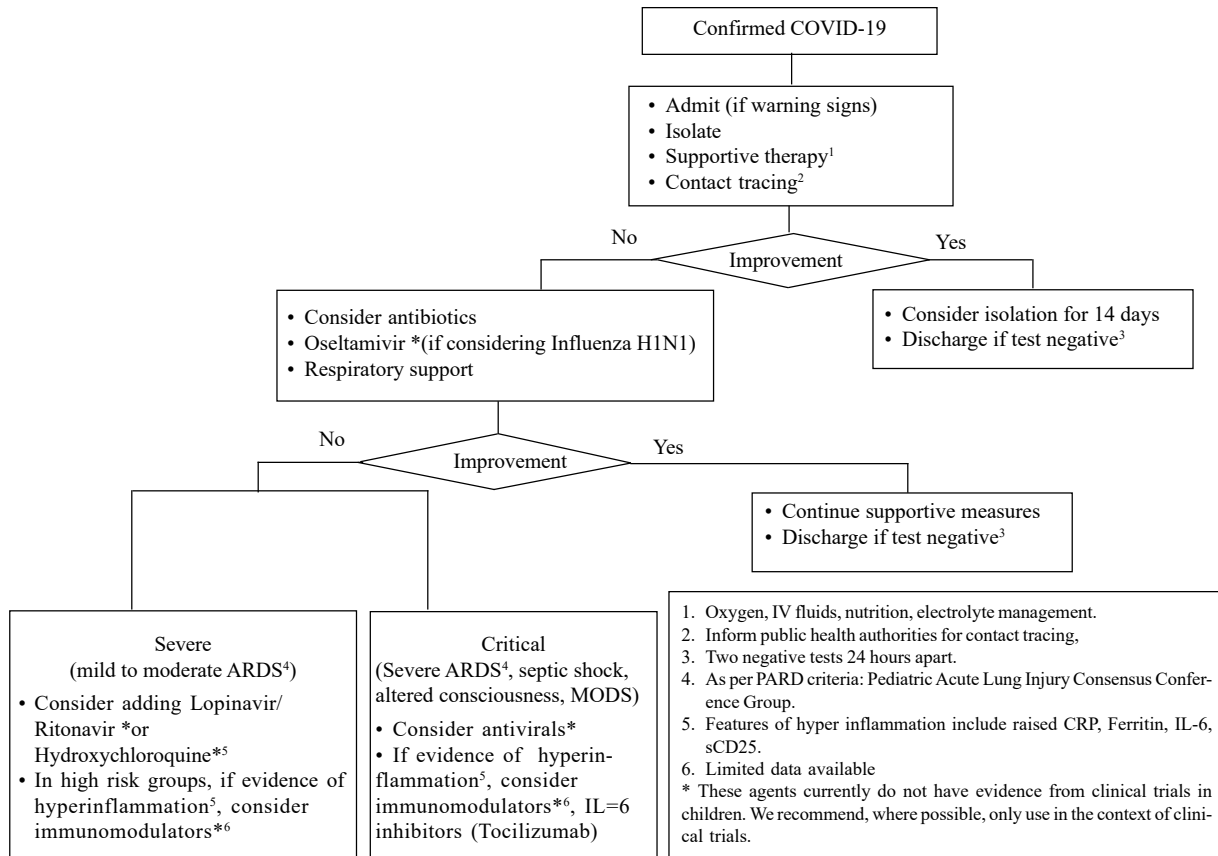 Confirmed COVID-19
• Admit (if warning signs)
• Isolate
• Supportive therapy¹
• Contact tracing²
No
Improvement
Yes
• Consider antibiotics
• Oseltamivir *(if considering Influenza H1N1)
• Respiratory support
• Consider isolation for 14 days
• Discharge if test negative³
No
Improvement
Yes
• Continue supportive measures
• Discharge if test negative³
Severe
(mild to moderate ARDS⁴)
• Consider adding Lopinavir/
Ritonavir *or
Hydroxychloroquine*⁵
• In high risk groups, if evidence of
hyperinflammation⁵, consider
immunomodulators*⁶
Critical
(Severe ARDS⁴, septic shock,
altered consciousness, MODS)
• Consider antivirals*
• If evidence of hyperin-
flammation⁵, consider
immunomodulators*⁶, IL=6
inhibitors (Tocilizumab)
1. Oxygen, IV fluids, nutrition, electrolyte management.
2. Inform public health authorities for contact tracing,
3. Two negative tests 24 hours apart.
4. As per PARD criteria: Pediatric Acute Lung Injury Consensus Confer-
ence Group.
5. Features of hyper inflammation include raised CRP, Ferritin, IL-6,
sCD25.
6. Limited data available
* These agents currently do not have evidence from clinical trials in
children. We recommend, where possible, only use in the context of clini-
cal trials.